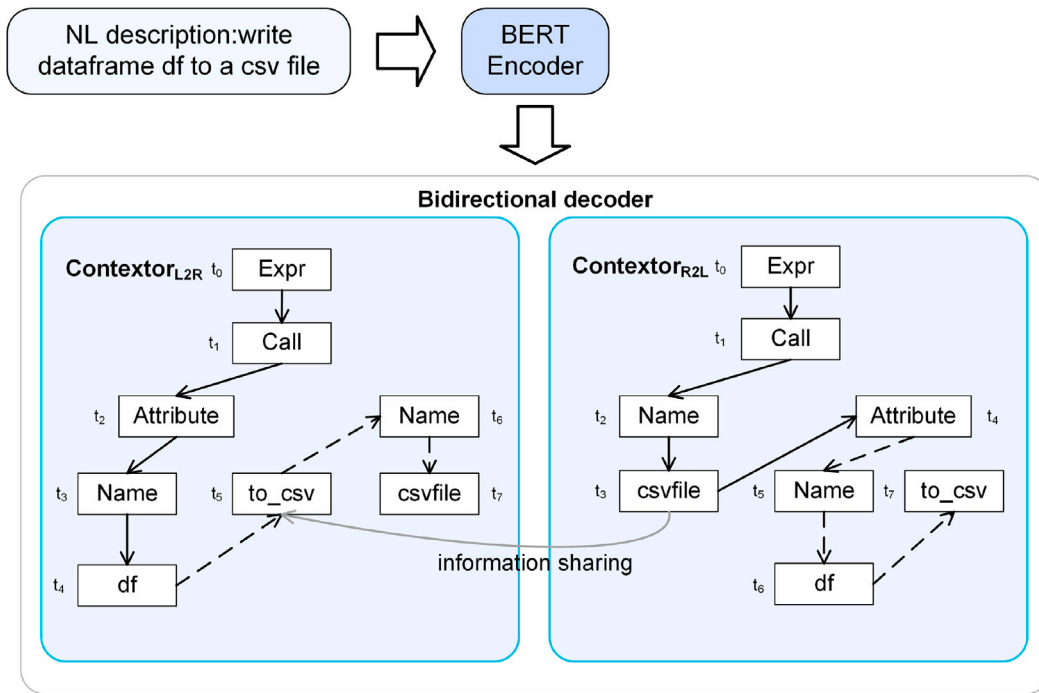 NL description:write
dataframe df to a csv file
BERT
Encoder
Bidirectional decoder
ContextorL2R t0 Expr
t1 Call
t2 Attribute Name t6
t3 Name t5 to_csv csvfile t7
t4 df
ContextorR2L t0 Expr
t1 Call
t2 Name Attribute t4
t3 csvfile t5 Name t7 to_csv
t6 df
information sharing